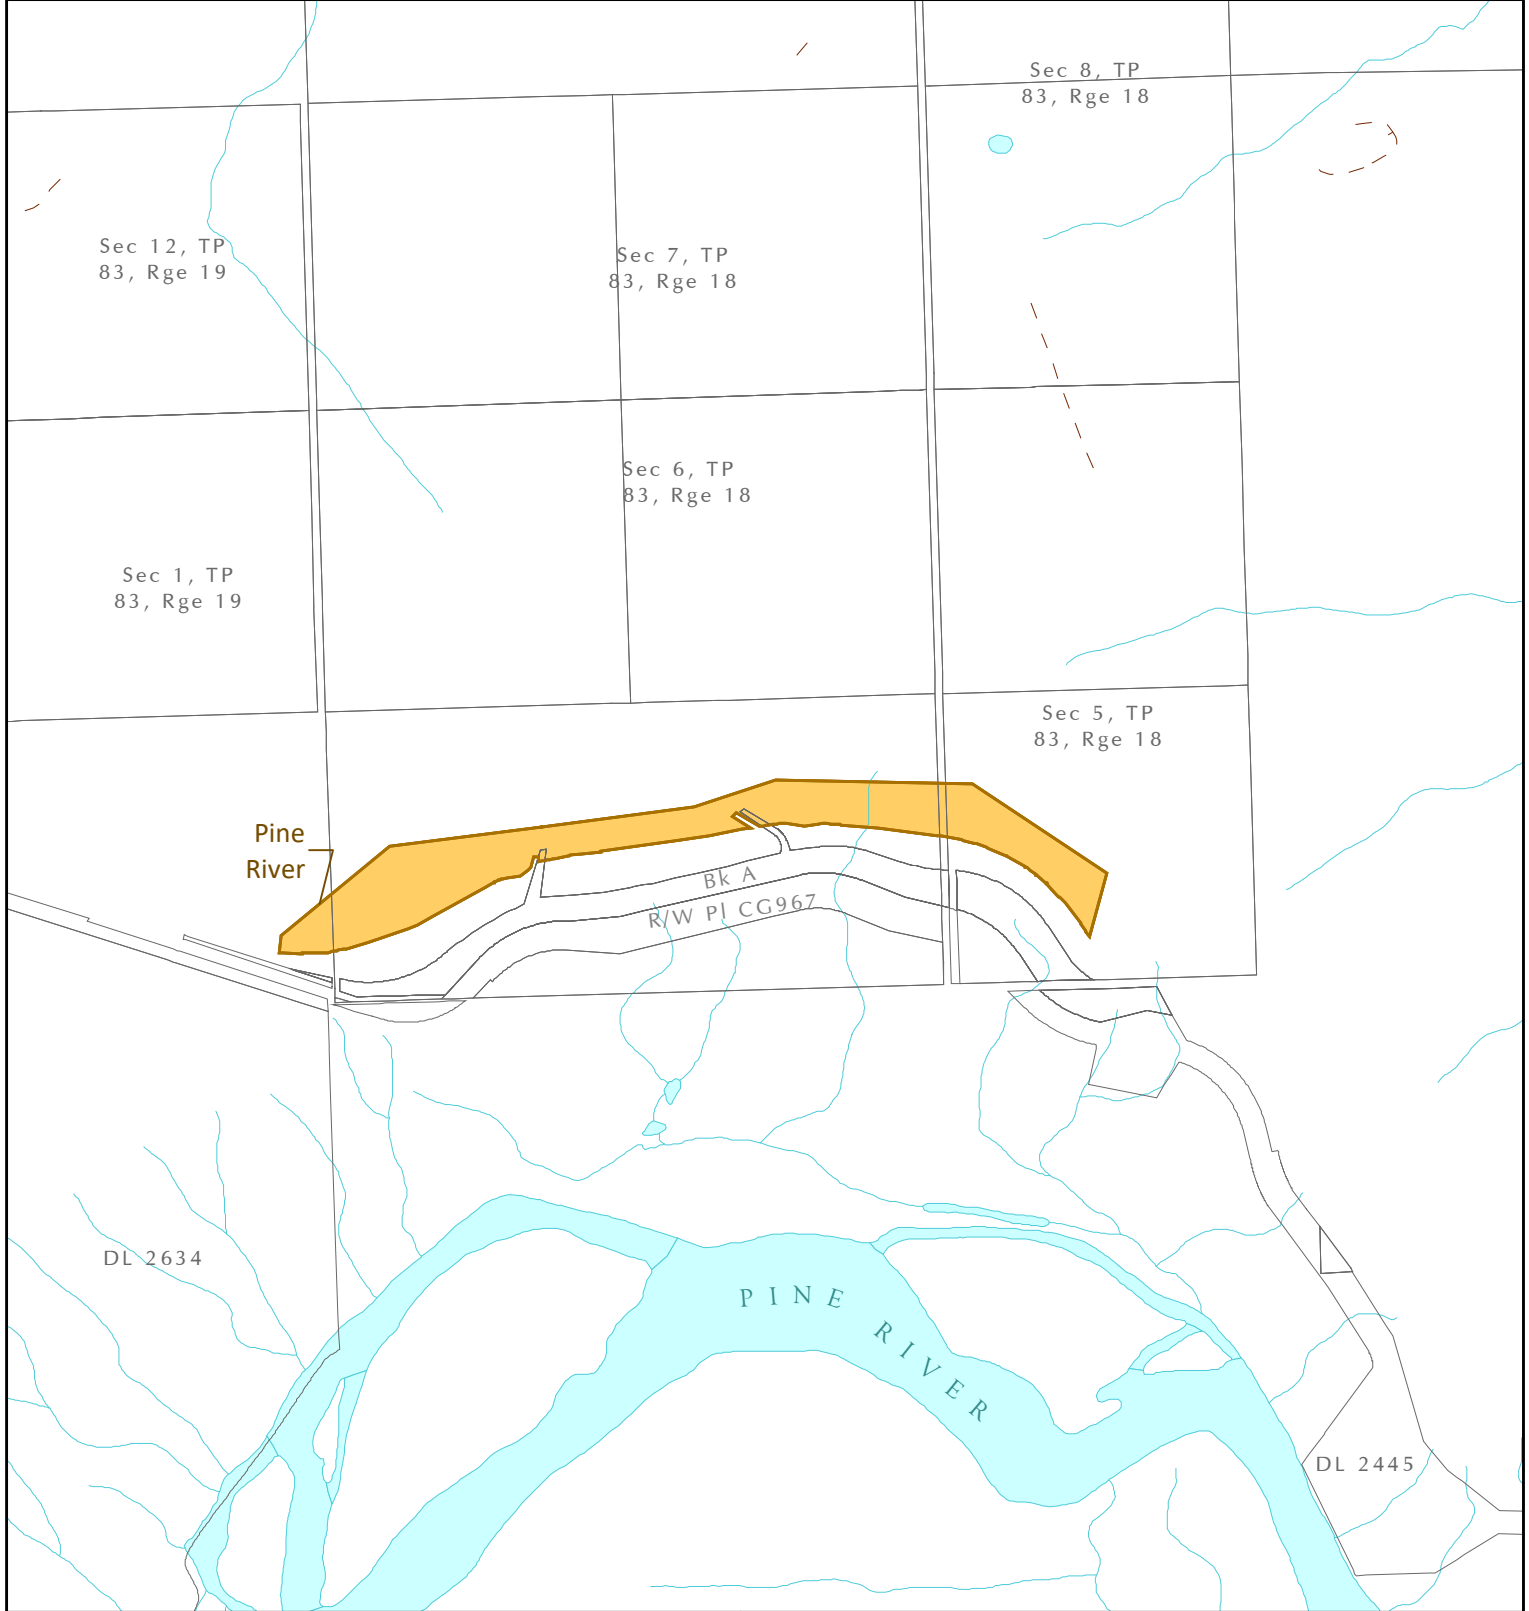 Sec 8, TP
83, Rge 18
Sec 12, TP
83, Rge 19
Sec 7, TP
83, Rge 18
Sec 6, TP
83, Rge 18
Sec 1, TP
83, Rge 19
Sec 5, TP
83, Rge 18
Pine
River
Bk A
R/W Pl CG967
DL 2634
PINE RIVER
DL 2445